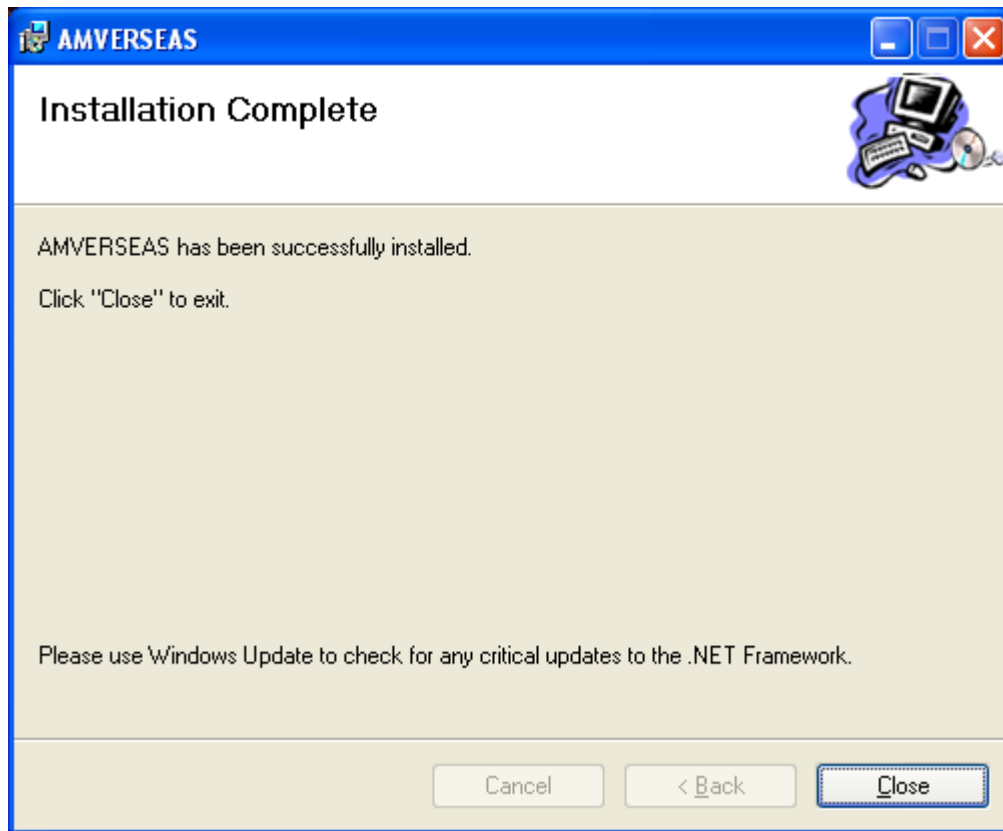 AMVERSEAS
Installation Complete
AMVERSEAS has been successfully installed.
Click "Close" to exit.
Please use Windows Update to check for any critical updates to the .NET Framework.
Cancel
< Back
Close